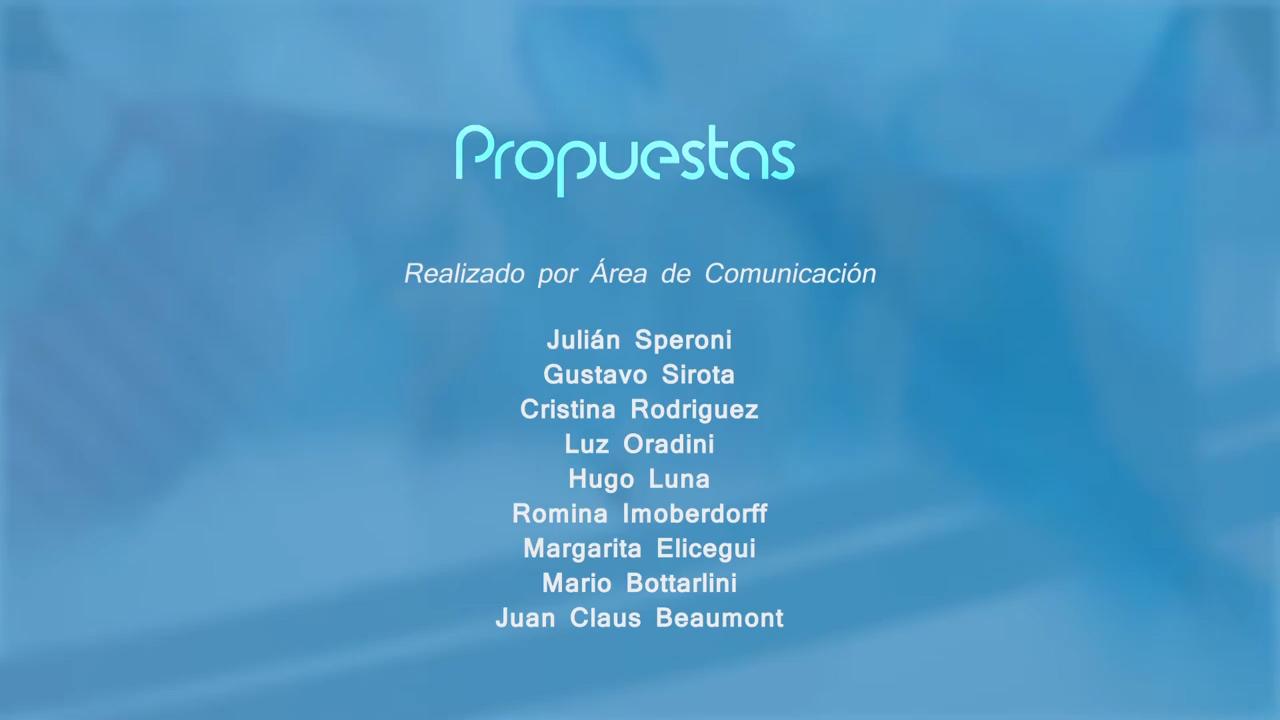 Propuestas
Realizado por Área de Comunicación
Julián Speroni
Gustavo Sirota
Cristina Rodriguez
Luz Oradini
Hugo Luna
Romina Imoberdorff
Margarita Elicegui
Mario Bottarlini
Juan Claus Beaumont